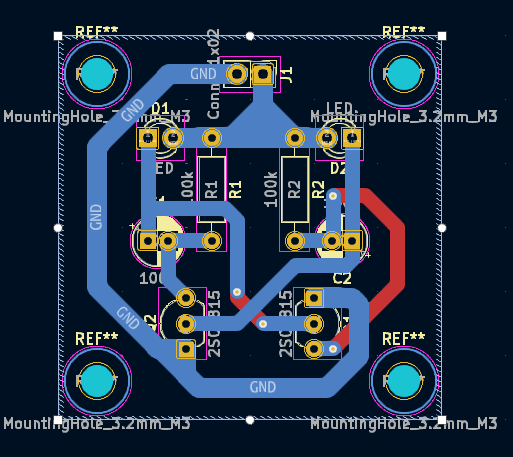 REF**
REF**
Conn_01x02
GND
J1
MountingHole_3.2mm_M3
MountingHole_3.2mm_M3
GND
D1
LED
LED
D2
100k
R1
R1
100k
R2
R2
GND
100
C2
GND
2SC1815
2SC1815
REF**
REF**
GND
MountingHole_3.2mm_M3
MountingHole_3.2mm_M3